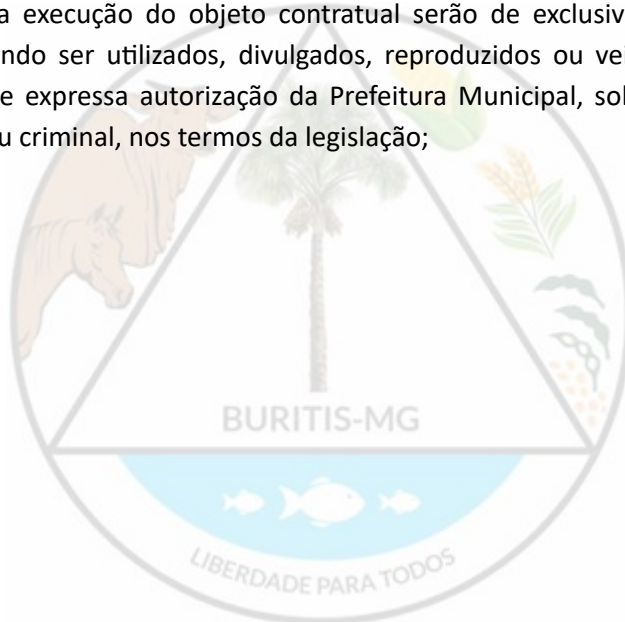 a execução do objeto contratual serão de exclusiv
ndo ser utilizados, divulgados, reproduzidos ou vei
e expressa autorização da Prefeitura Municipal, sol
u criminal, nos termos da legislação;
BURITIS-MG
LIBERDADE PARA TODOS